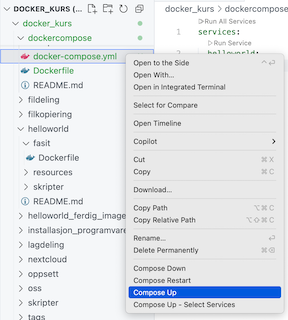 DOCKER_KURS (
docker_kurs
dockercompose
docker-compose.yml
Dockerfile
README.md
fildeling
filkopiering
helloworld
fasit
Dockerfile
resources
skripter
README.md
helloworld_ferdig_image
installasjon_programvare
lagdeling
nextcloud
oppsett
oss
skripter
tags
docker_kurs > dockercompose
Run All Services
1 services:
Run Service
2 helloworld:
Open to the Side ⏎
Open With...
Open in Integrated Terminal
Select for Compare
Open Timeline
Copilot >
Cut ⌘ X
Copy ⌘ C
Download...
Copy Path ⌥ ⌘ C
Copy Relative Path ⌥ ⇧ ⌘ C
Rename... ⏎
Delete Permanently ⌘ ⌫
Compose Down
Compose Restart
Compose Up
Compose Up - Select Services